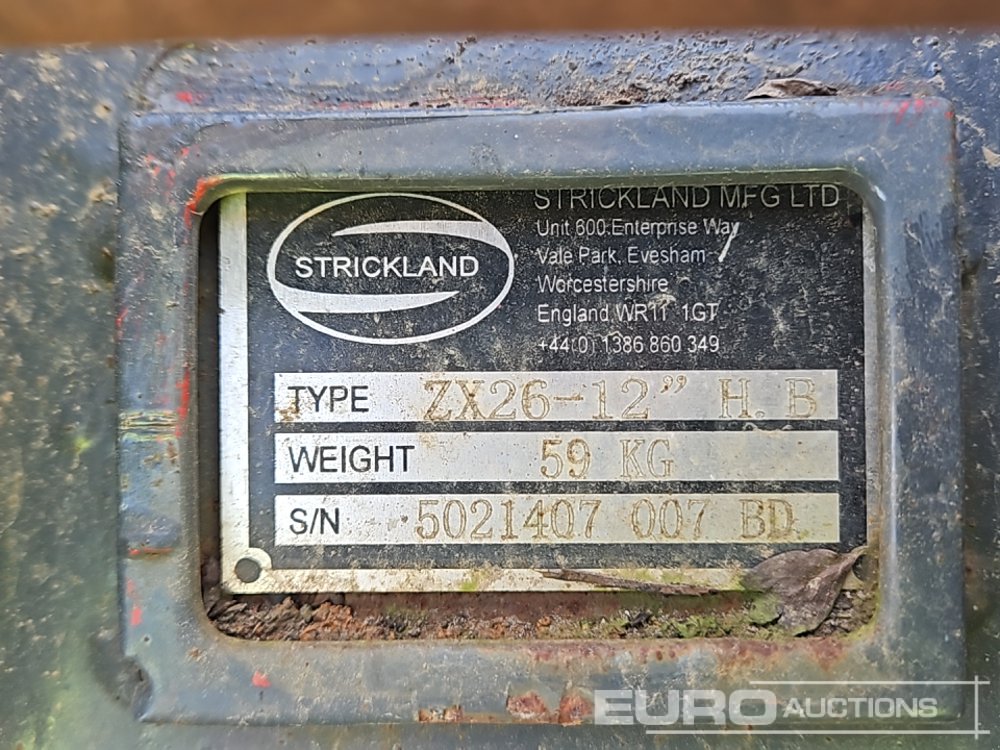 STRICKLAND
STRICKLAND MFG LTD
Unit 600 Enterprise Way
Vale Park, Evesham
Worcestershire
England WR11 1GT
+44(0) 1386 860 349
TYPE ZX26-12" H.B
WEIGHT 59 KG
S/N 5021407 007 BD
EURO AUCTIONS